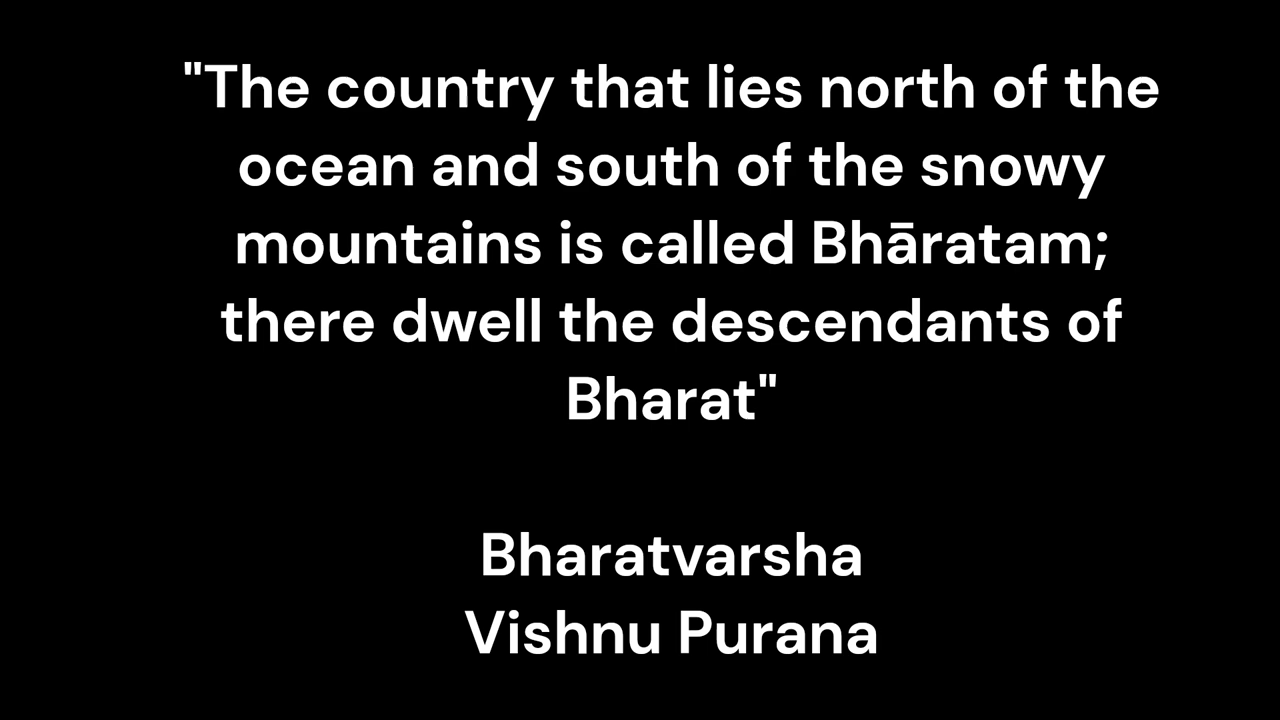 "The country that lies north of the
ocean and south of the snowy
mountains is called Bhāratam;
there dwell the descendants of
Bharat"
Bharatvarsha
Vishnu Purana